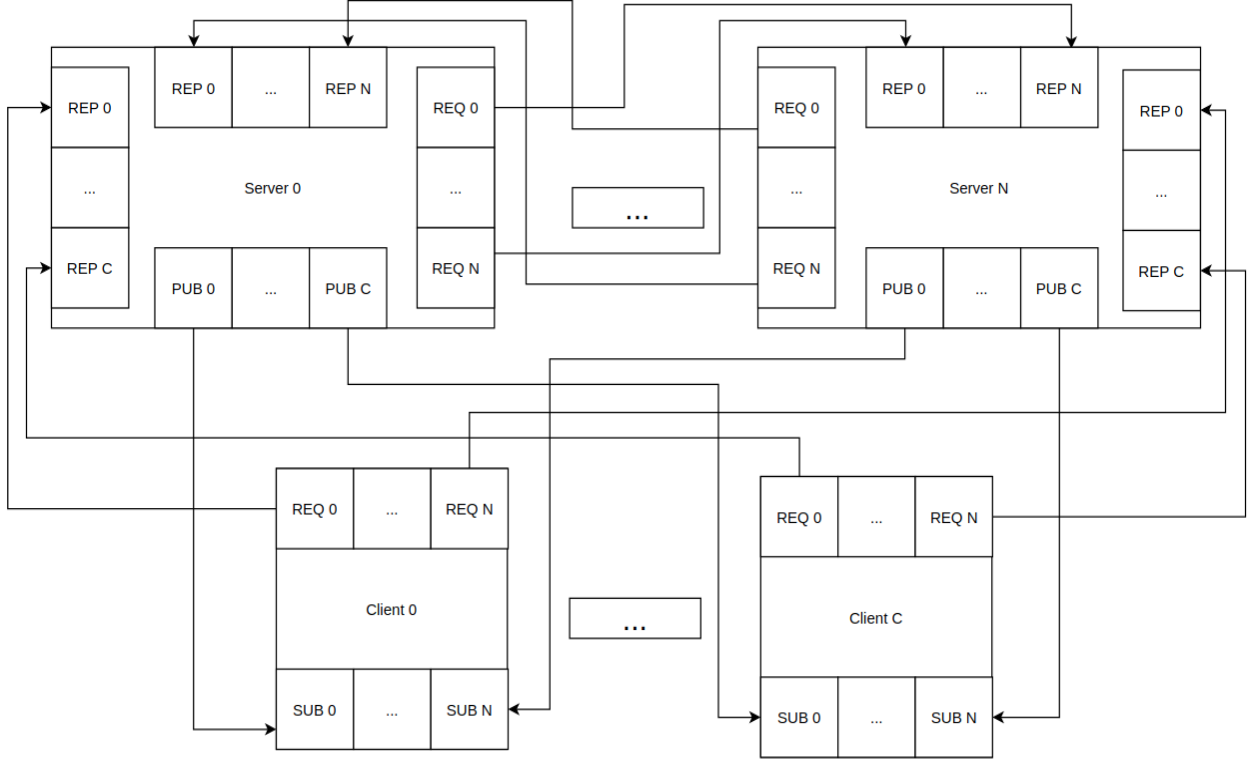 REP 0
...
REP N
REP 0
...
REP N
REP 0
REQ 0
REQ 0
REP 0
...
Server 0
...
...
...
Server N
...
REP C
PUB 0
...
PUB C
REQ N
REQ N
PUB 0
...
PUB C
REP C
REQ 0
...
REQ N
REQ 0
...
REQ N
Client 0
...
Client C
SUB 0
...
SUB N
SUB 0
...
SUB N